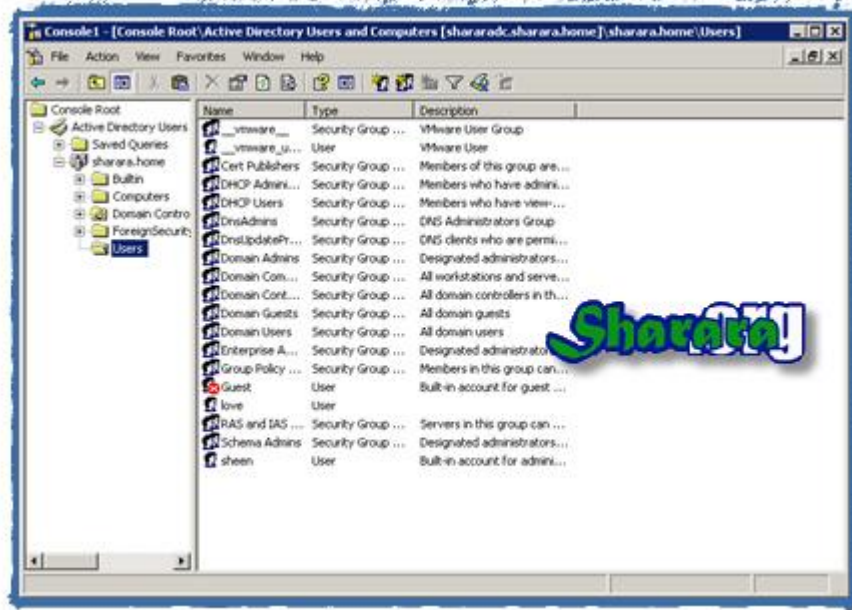 Console1 - [Console Root\Active Directory Users and Computers [shararadc.sharara.home]\sharara.home\Users]
File Action View Favorites Window Help
Console Root
Active Directory Users
Saved Queries
sharara.home
Builtin
Computers
Domain Contro
ForeignSecurit
Users
Name Type Description
__vmware__ Security Group ... VMware User Group
__vmware_u... User VMware User
Cert Publishers Security Group ... Members of this group are...
DHCP Admini... Security Group ... Members who have admini...
DHCP Users Security Group ... Members who have view-...
DnsAdmins Security Group ... DNS Administrators Group
DnsUpdatePr... Security Group ... DNS clients who are permi...
Domain Admins Security Group ... Designated administrators...
Domain Com... Security Group ... All workstations and serve...
Domain Cont... Security Group ... All domain controllers in th...
Domain Guests Security Group ... All domain guests
Domain Users Security Group ... All domain users
Enterprise A... Security Group ... Designated administrator
Group Policy ... Security Group ... Members in this group can...
Guest User Built-in account for guest ...
love User
RAS and IAS ... Security Group ... Servers in this group can ...
Schema Admins Security Group ... Designated administrators...
sheen User Built-in account for admini...
Sharara.org